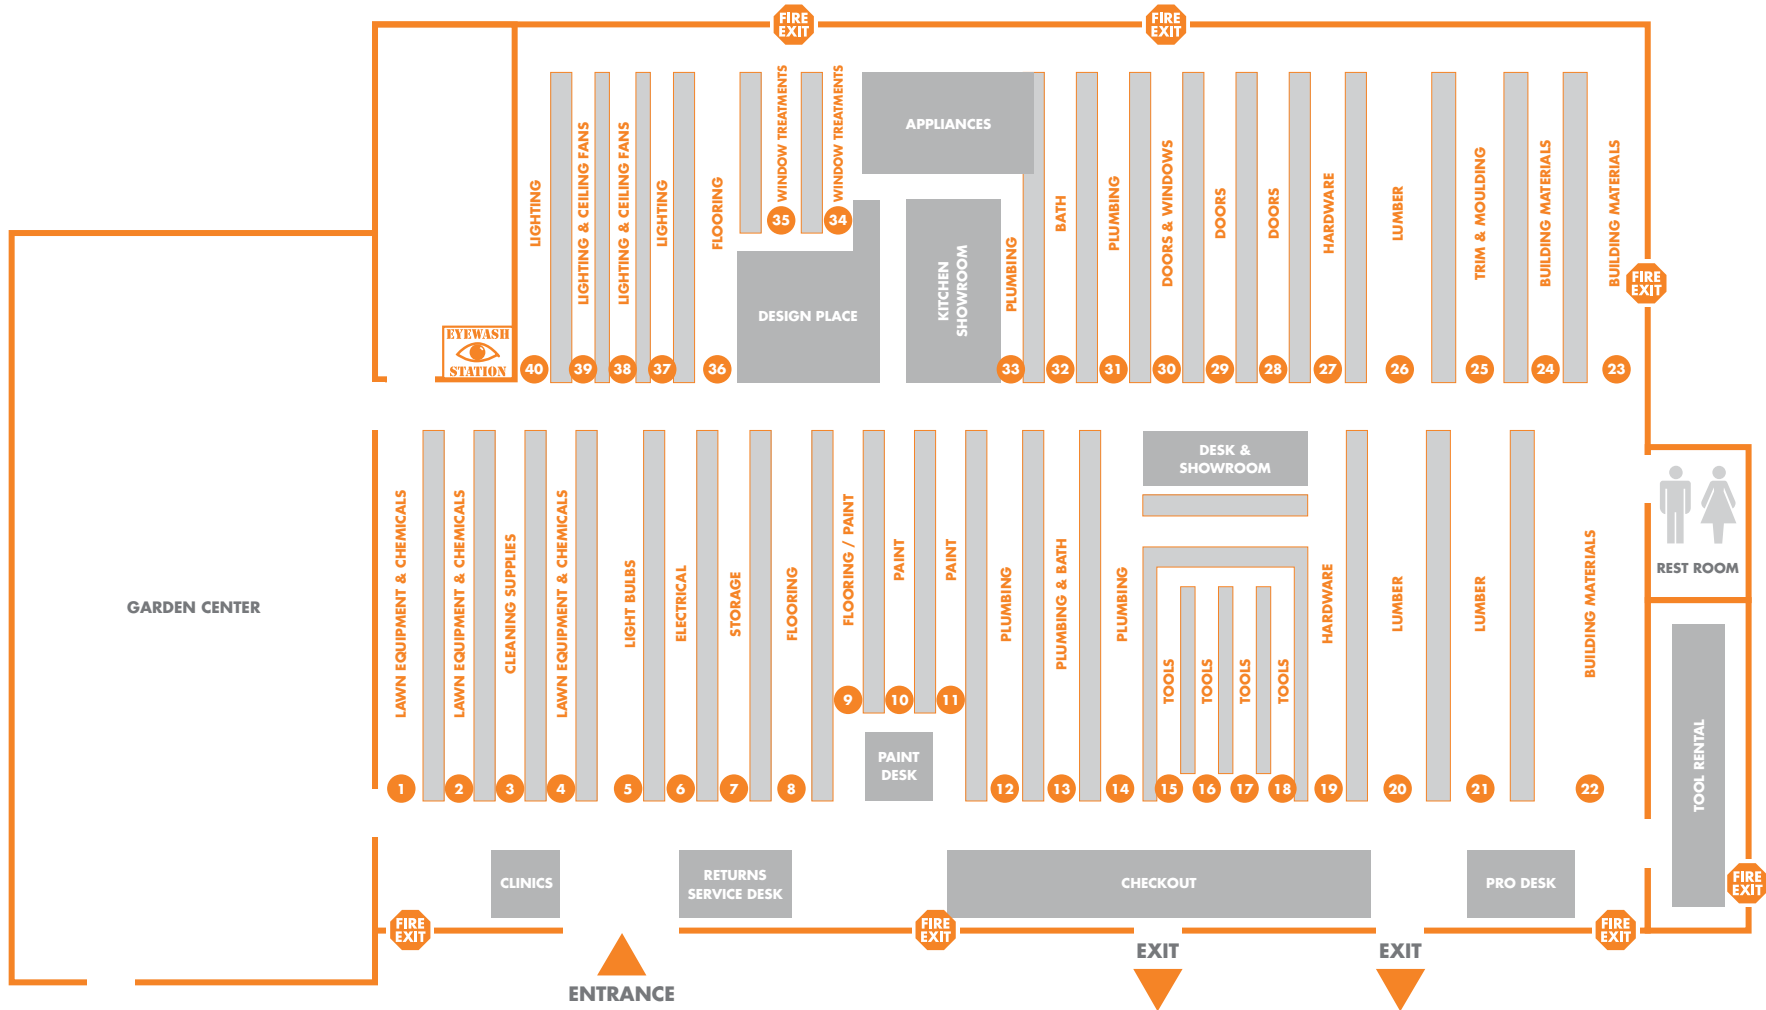 FIRE
EXIT
FIRE
EXIT
LIGHTING
LIGHTING & CEILING FANS
LIGHTING & CEILING FANS
LIGHTING
FLOORING
WINDOW TREATMENTS
WINDOW TREATMENTS
APPLIANCES
PLUMBING
BATH
PLUMBING
DOORS & WINDOWS
DOORS
DOORS
HARDWARE
LUMBER
TRIM & MOULDING
BUILDING MATERIALS
BUILDING MATERIALS
35
34
FIRE
EXIT
DESIGN PLACE
KITCHEN
SHOWROOM
EYEWASH
STATION
40
39
38
37
36
33
32
31
30
29
28
27
26
25
24
23
GARDEN CENTER
LAWN EQUIPMENT & CHEMICALS
LAWN EQUIPMENT & CHEMICALS
CLEANING SUPPLIES
LAWN EQUIPMENT & CHEMICALS
LIGHT BULBS
ELECTRICAL
STORAGE
FLOORING
FLOORING / PAINT
PAINT
PAINT
PLUMBING
PLUMBING & BATH
PLUMBING
DESK &
SHOWROOM
TOOLS
TOOLS
TOOLS
TOOLS
HARDWARE
LUMBER
LUMBER
BUILDING MATERIALS
REST ROOM
9
10
11
PAINT
DESK
1
2
3
4
5
6
7
8
12
13
14
15
16
17
18
19
20
21
22
TOOL RENTAL
CLINICS
RETURNS
SERVICE DESK
CHECKOUT
PRO DESK
FIRE
EXIT
FIRE
EXIT
FIRE
EXIT
FIRE
EXIT
ENTRANCE
EXIT
EXIT